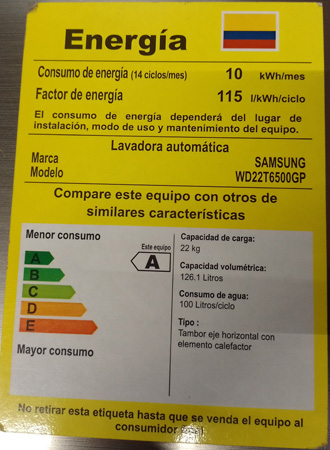 Energía
Consumo de energía (14 ciclos/mes) 10 kWh/mes
Factor de energía 115 l/kWh/ciclo
El consumo de energía dependerá del lugar de
instalación, modo de uso y mantenimiento del equipo.
Lavadora automática
Marca SAMSUNG
Modelo WD22T6500GP
Compare este equipo con otros de
similares características
Menor consumo
Este equipo
A
A
B
C
D
E
Mayor consumo
Capacidad de carga:
22 kg
Capacidad volumétrica:
126.1 Litros
Consumo de agua:
100 Litros/ciclo
Tipo :
Tambor eje horizontal con
elemento calefactor
No retirar esta etiqueta hasta que se venda el equipo al
consumidor